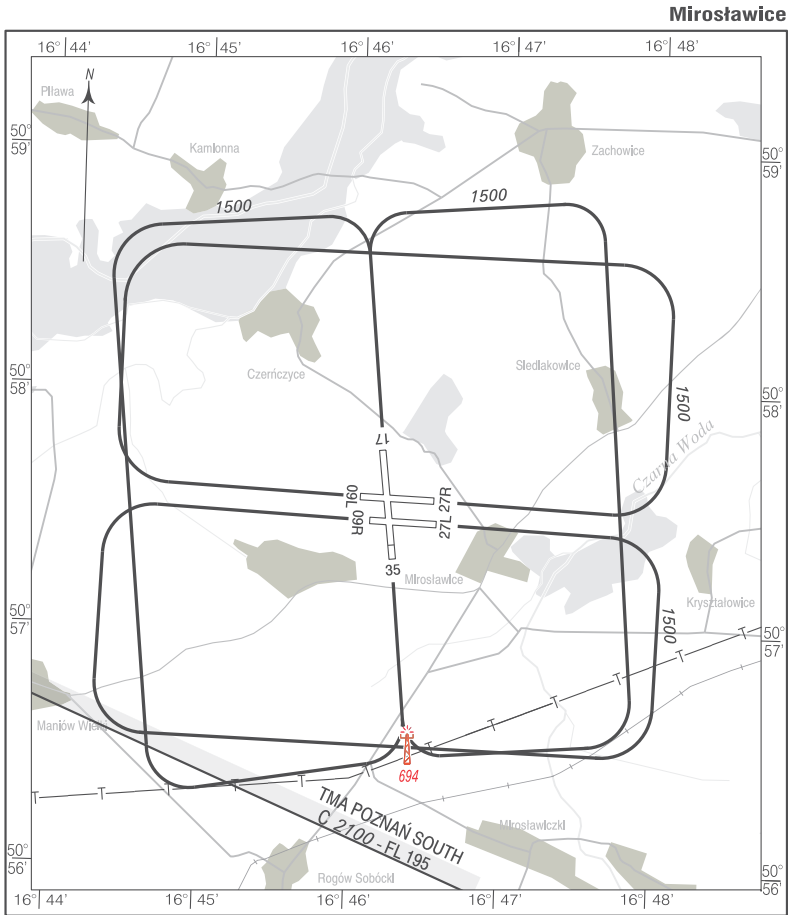 Mirosławice
16° 44' 16° 45' 16° 46' 16° 47' 16° 48'
N
Piława
50° 59'
Kamionna
Zachowice
50° 59'
1500
1500
Czerńczyce
Siedlakowice
50° 58'
50° 58'
1500
Czarna Woda
17
09L
27R
09R
27L
35
Mirosławice
Kryształowice
50° 57'
50° 57'
1500
Maniów Wielki
694
TMA POZNAŃ SOUTH
C 2100 - FL 195
Mirosławiczki
Rogów Sobócki
50° 56'
50° 56'
16° 44' 16° 45' 16° 46' 16° 47' 16° 48'
T T T T T T T T T T